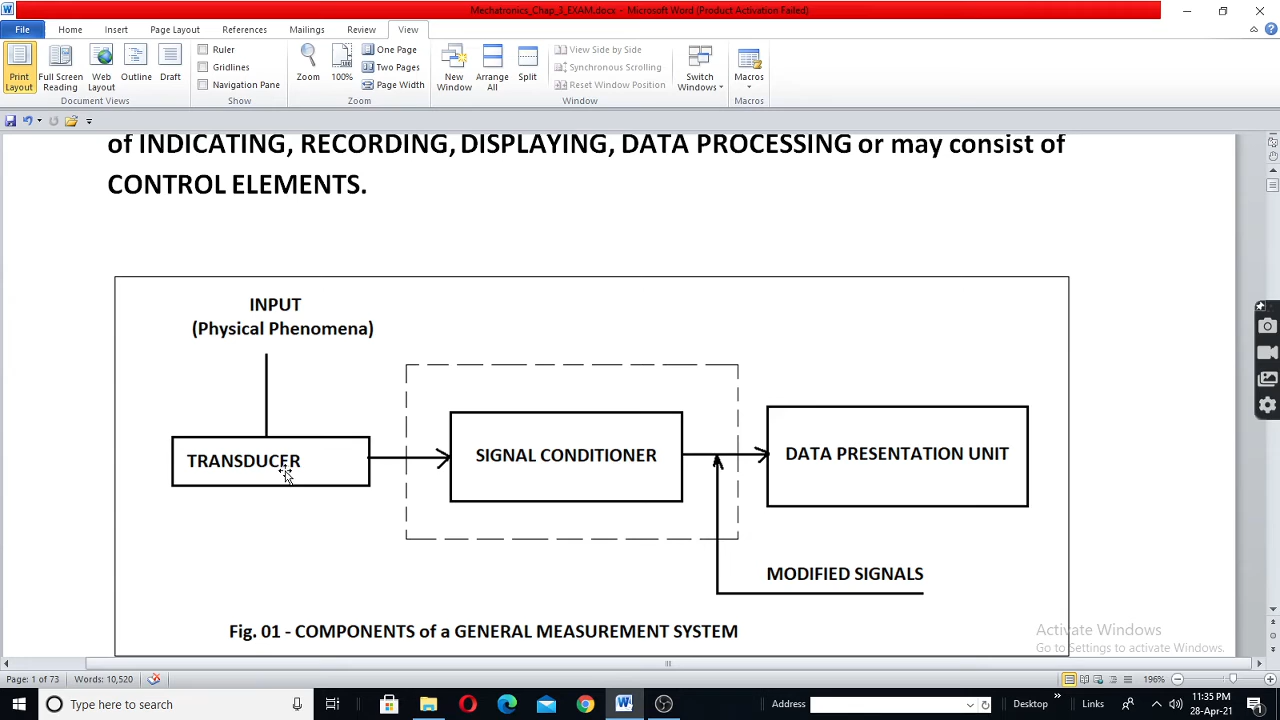 Mechatronics_Chap_3_EXAM.docx - Microsoft Word (Product Activation Failed)
File Home Insert Page Layout References Mailings Review View
Print Layout
Full Screen Reading
Web Layout
Outline
Draft
Document Views
Ruler
Gridlines
Navigation Pane
Show
Zoom
100%
One Page
Two Pages
Page Width
Zoom
New Window
Arrange All
Split
View Side by Side
Synchronous Scrolling
Reset Window Position
Window
Switch Windows
Macros
Macros
of INDICATING, RECORDING, DISPLAYING, DATA PROCESSING or may consist of
CONTROL ELEMENTS.
INPUT
(Physical Phenomena)
TRANSDUCER
SIGNAL CONDITIONER
DATA PRESENTATION UNIT
MODIFIED SIGNALS
Fig. 01 - COMPONENTS of a GENERAL MEASUREMENT SYSTEM
Activate Windows
Go to Settings to activate Windows.
Page: 1 of 73 Words: 10,520 196%
Type here to search
Address
Desktop
Links
11:35 PM
28-Apr-21